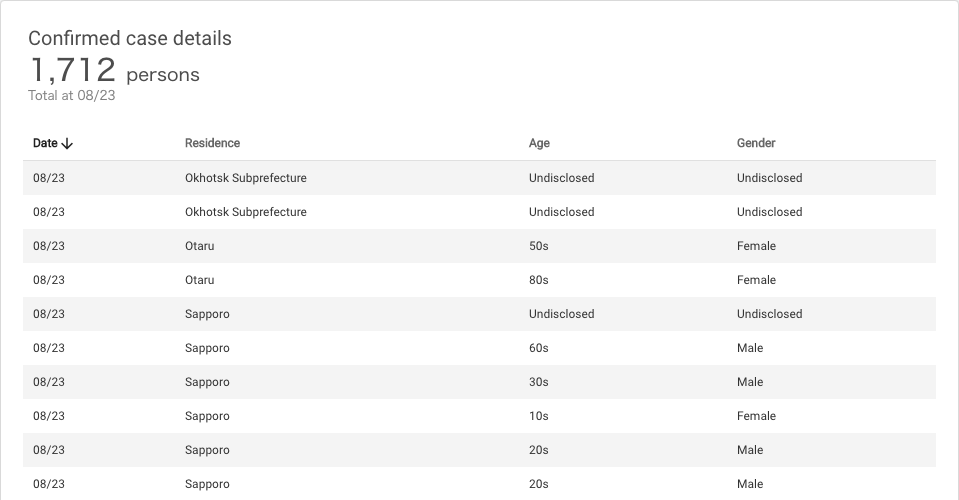 Confirmed case details
1,712 persons
Total at 08/23
Date Residence Age Gender
08/23 Okhotsk Subprefecture Undisclosed Undisclosed
08/23 Okhotsk Subprefecture Undisclosed Undisclosed
08/23 Otaru 50s Female
08/23 Otaru 80s Female
08/23 Sapporo Undisclosed Undisclosed
08/23 Sapporo 60s Male
08/23 Sapporo 30s Male
08/23 Sapporo 10s Female
08/23 Sapporo 20s Male
08/23 Sapporo 20s Male